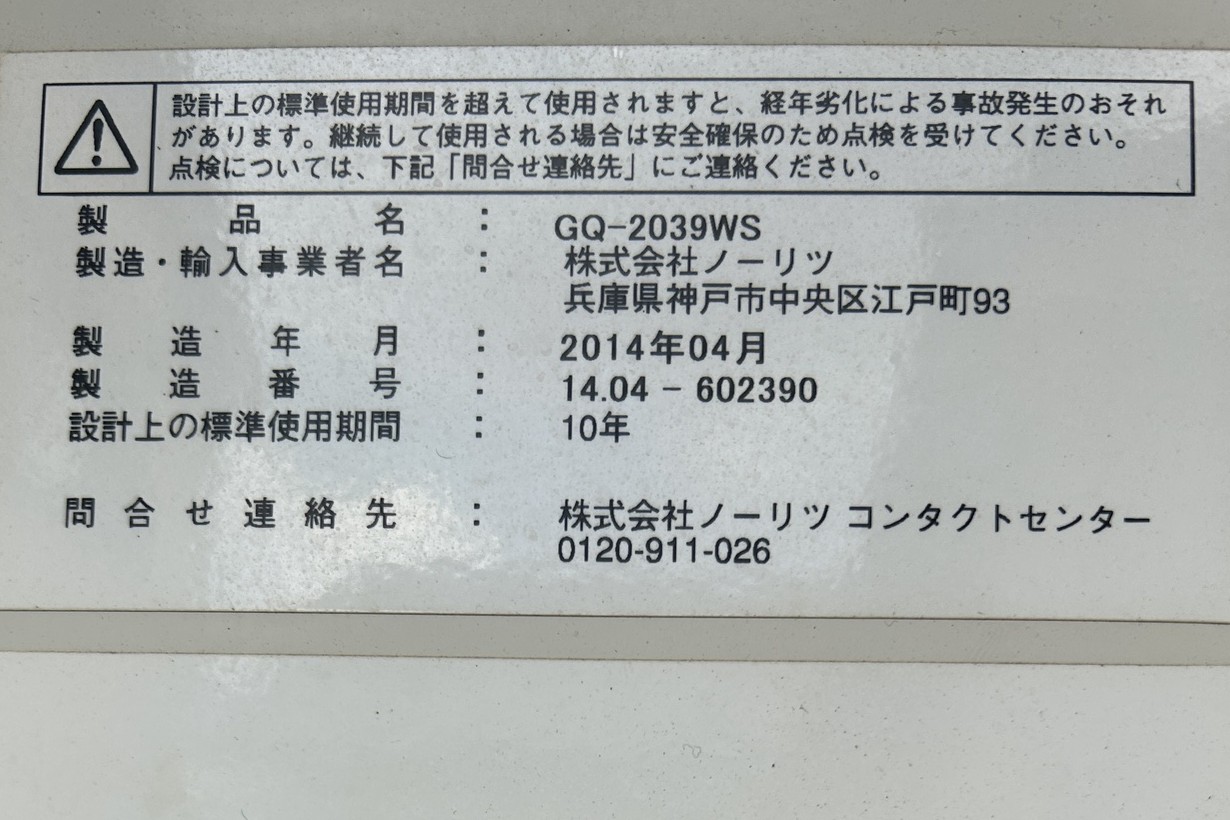 設計上の標準使用期間を超えて使用されますと、経年劣化による事故発生のおそれ
があります。継続して使用される場合は安全確保のため点検を受けてください。
点検については、下記「問合せ連絡先」にご連絡ください。
製品名：GQ-2039WS
製造・輸入事業者名：株式会社ノーリツ
兵庫県神戸市中央区江戸町93
製造年月：2014年04月
製造番号：14.04 - 602390
設計上の標準使用期間：10年
問合せ連絡先：株式会社ノーリツ コンタクトセンター
0120-911-026